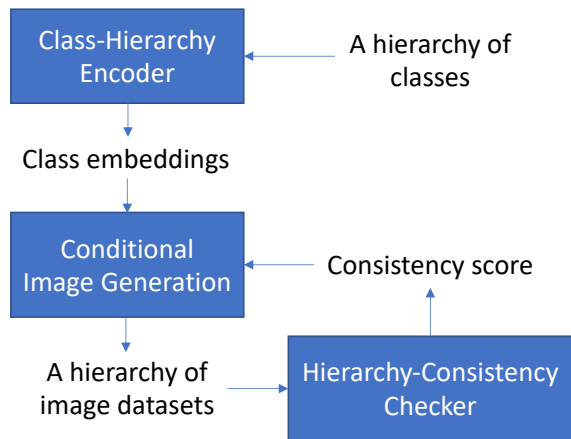 Class-Hierarchy
Encoder
A hierarchy of
classes
Class embeddings
Conditional
Image Generation
Consistency score
A hierarchy of
image datasets
Hierarchy-Consistency
Checker